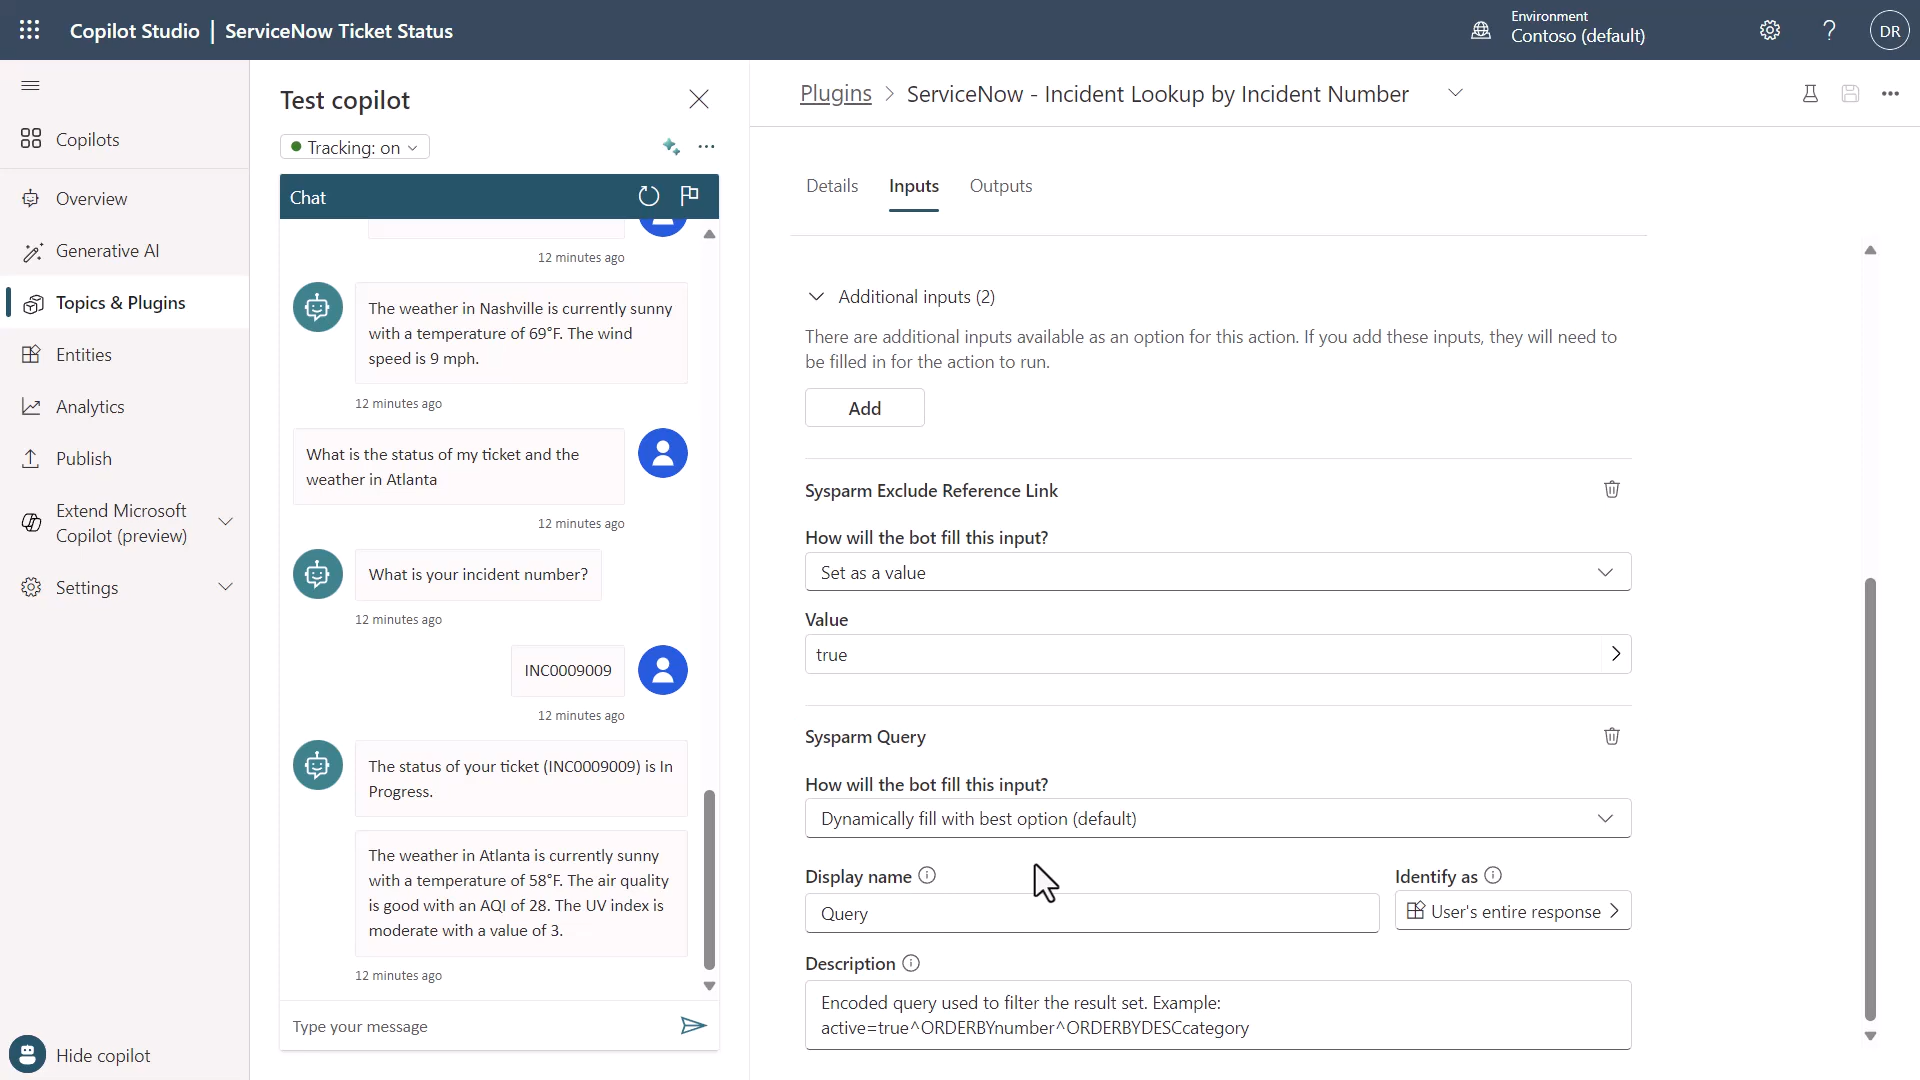 Copilot Studio | ServiceNow Ticket Status
Environment
Contoso (default)
DR
Copilots
Overview
Generative AI
Topics & Plugins
Entities
Analytics
Publish
Extend Microsoft
Copilot (preview)
Settings
Hide copilot
Test copilot
Tracking: on
Chat
12 minutes ago
The weather in Nashville is currently sunny
with a temperature of 69°F. The wind
speed is 9 mph.
12 minutes ago
What is the status of my ticket and the
weather in Atlanta
12 minutes ago
What is your incident number?
12 minutes ago
INC0009009
12 minutes ago
The status of your ticket (INC0009009) is In
Progress.
The weather in Atlanta is currently sunny
with a temperature of 58°F. The air quality
is good with an AQI of 28. The UV index is
moderate with a value of 3.
12 minutes ago
Type your message
Plugins > ServiceNow - Incident Lookup by Incident Number
Details
Inputs
Outputs
Additional inputs (2)
There are additional inputs available as an option for this action. If you add these inputs, they will need to
be filled in for the action to run.
Add
Sysparm Exclude Reference Link
How will the bot fill this input?
Set as a value
Value
true
Sysparm Query
How will the bot fill this input?
Dynamically fill with best option (default)
Display name
Identify as
Query
User's entire response
Description
Encoded query used to filter the result set. Example:
active=true^ORDERBYnumber^ORDERBYDESCcategory